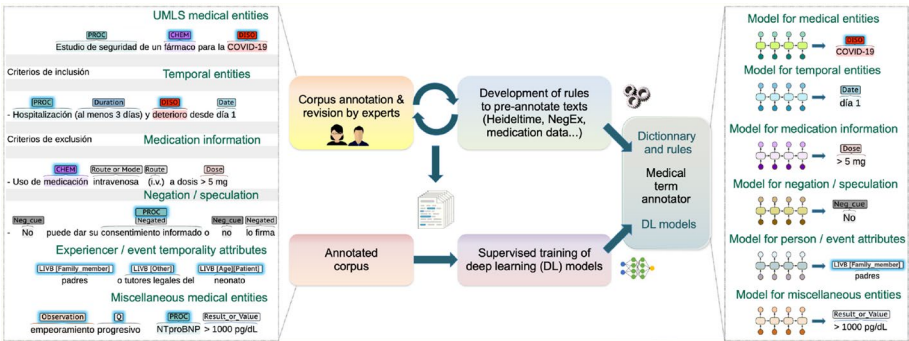 UMLS medical entities
PROC CHEM DISO
Estudio de seguridad de un fármaco para la COVID-19
Criterios de inclusión
Temporal entities
PROC Duration DISO Date
- Hospitalización (al menos 3 días) y deterioro desde día 1
Criterios de exclusión
Medication information
CHEM Route or Mode Route Dose
- Uso de medicación intravenosa (i.v.) a dosis > 5 mg
Negation / speculation
PROC
Neg_cue Negated Neg_cue Negated
- No puede dar su consentimiento informado o no lo firma
Experiencer / event temporality attributes
LIVB [Family_member] LIVB [Other] LIVB [Age][Patient]
padres o tutores legales del neonato
Miscellaneous medical entities
Observation Q PROC Result_or_Value
empeoramiento progresivo NTproBNP > 1000 pg/dL
Corpus annotation &
revision by experts
Development of rules
to pre-annotate texts
(Heideltime, NegEx,
medication data...)
Annotated
corpus
Supervised training of
deep learning (DL) models
Dictionnary
and rules
Medical
term
annotator
DL models
Model for medical entities
DISO
COVID-19
Model for temporal entities
Date
día 1
Model for medication information
Dose
> 5 mg
Model for negation / speculation
Neg_cue
No
Model for person / event attributes
LIVB [Family_member]
padres
Model for miscellaneous entities
Result_or_Value
> 1000 pg/dL